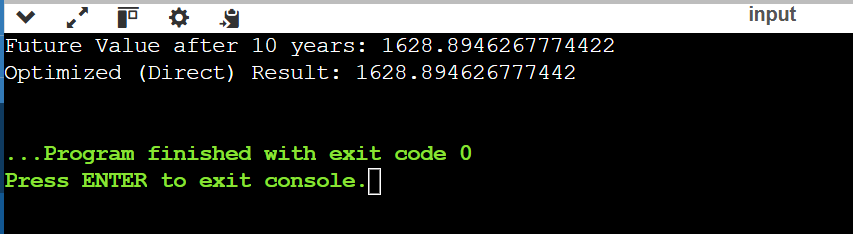 input
Future Value after 10 years: 1628.8946267774422
Optimized (Direct) Result: 1628.894626777442
...Program finished with exit code 0
Press ENTER to exit console.